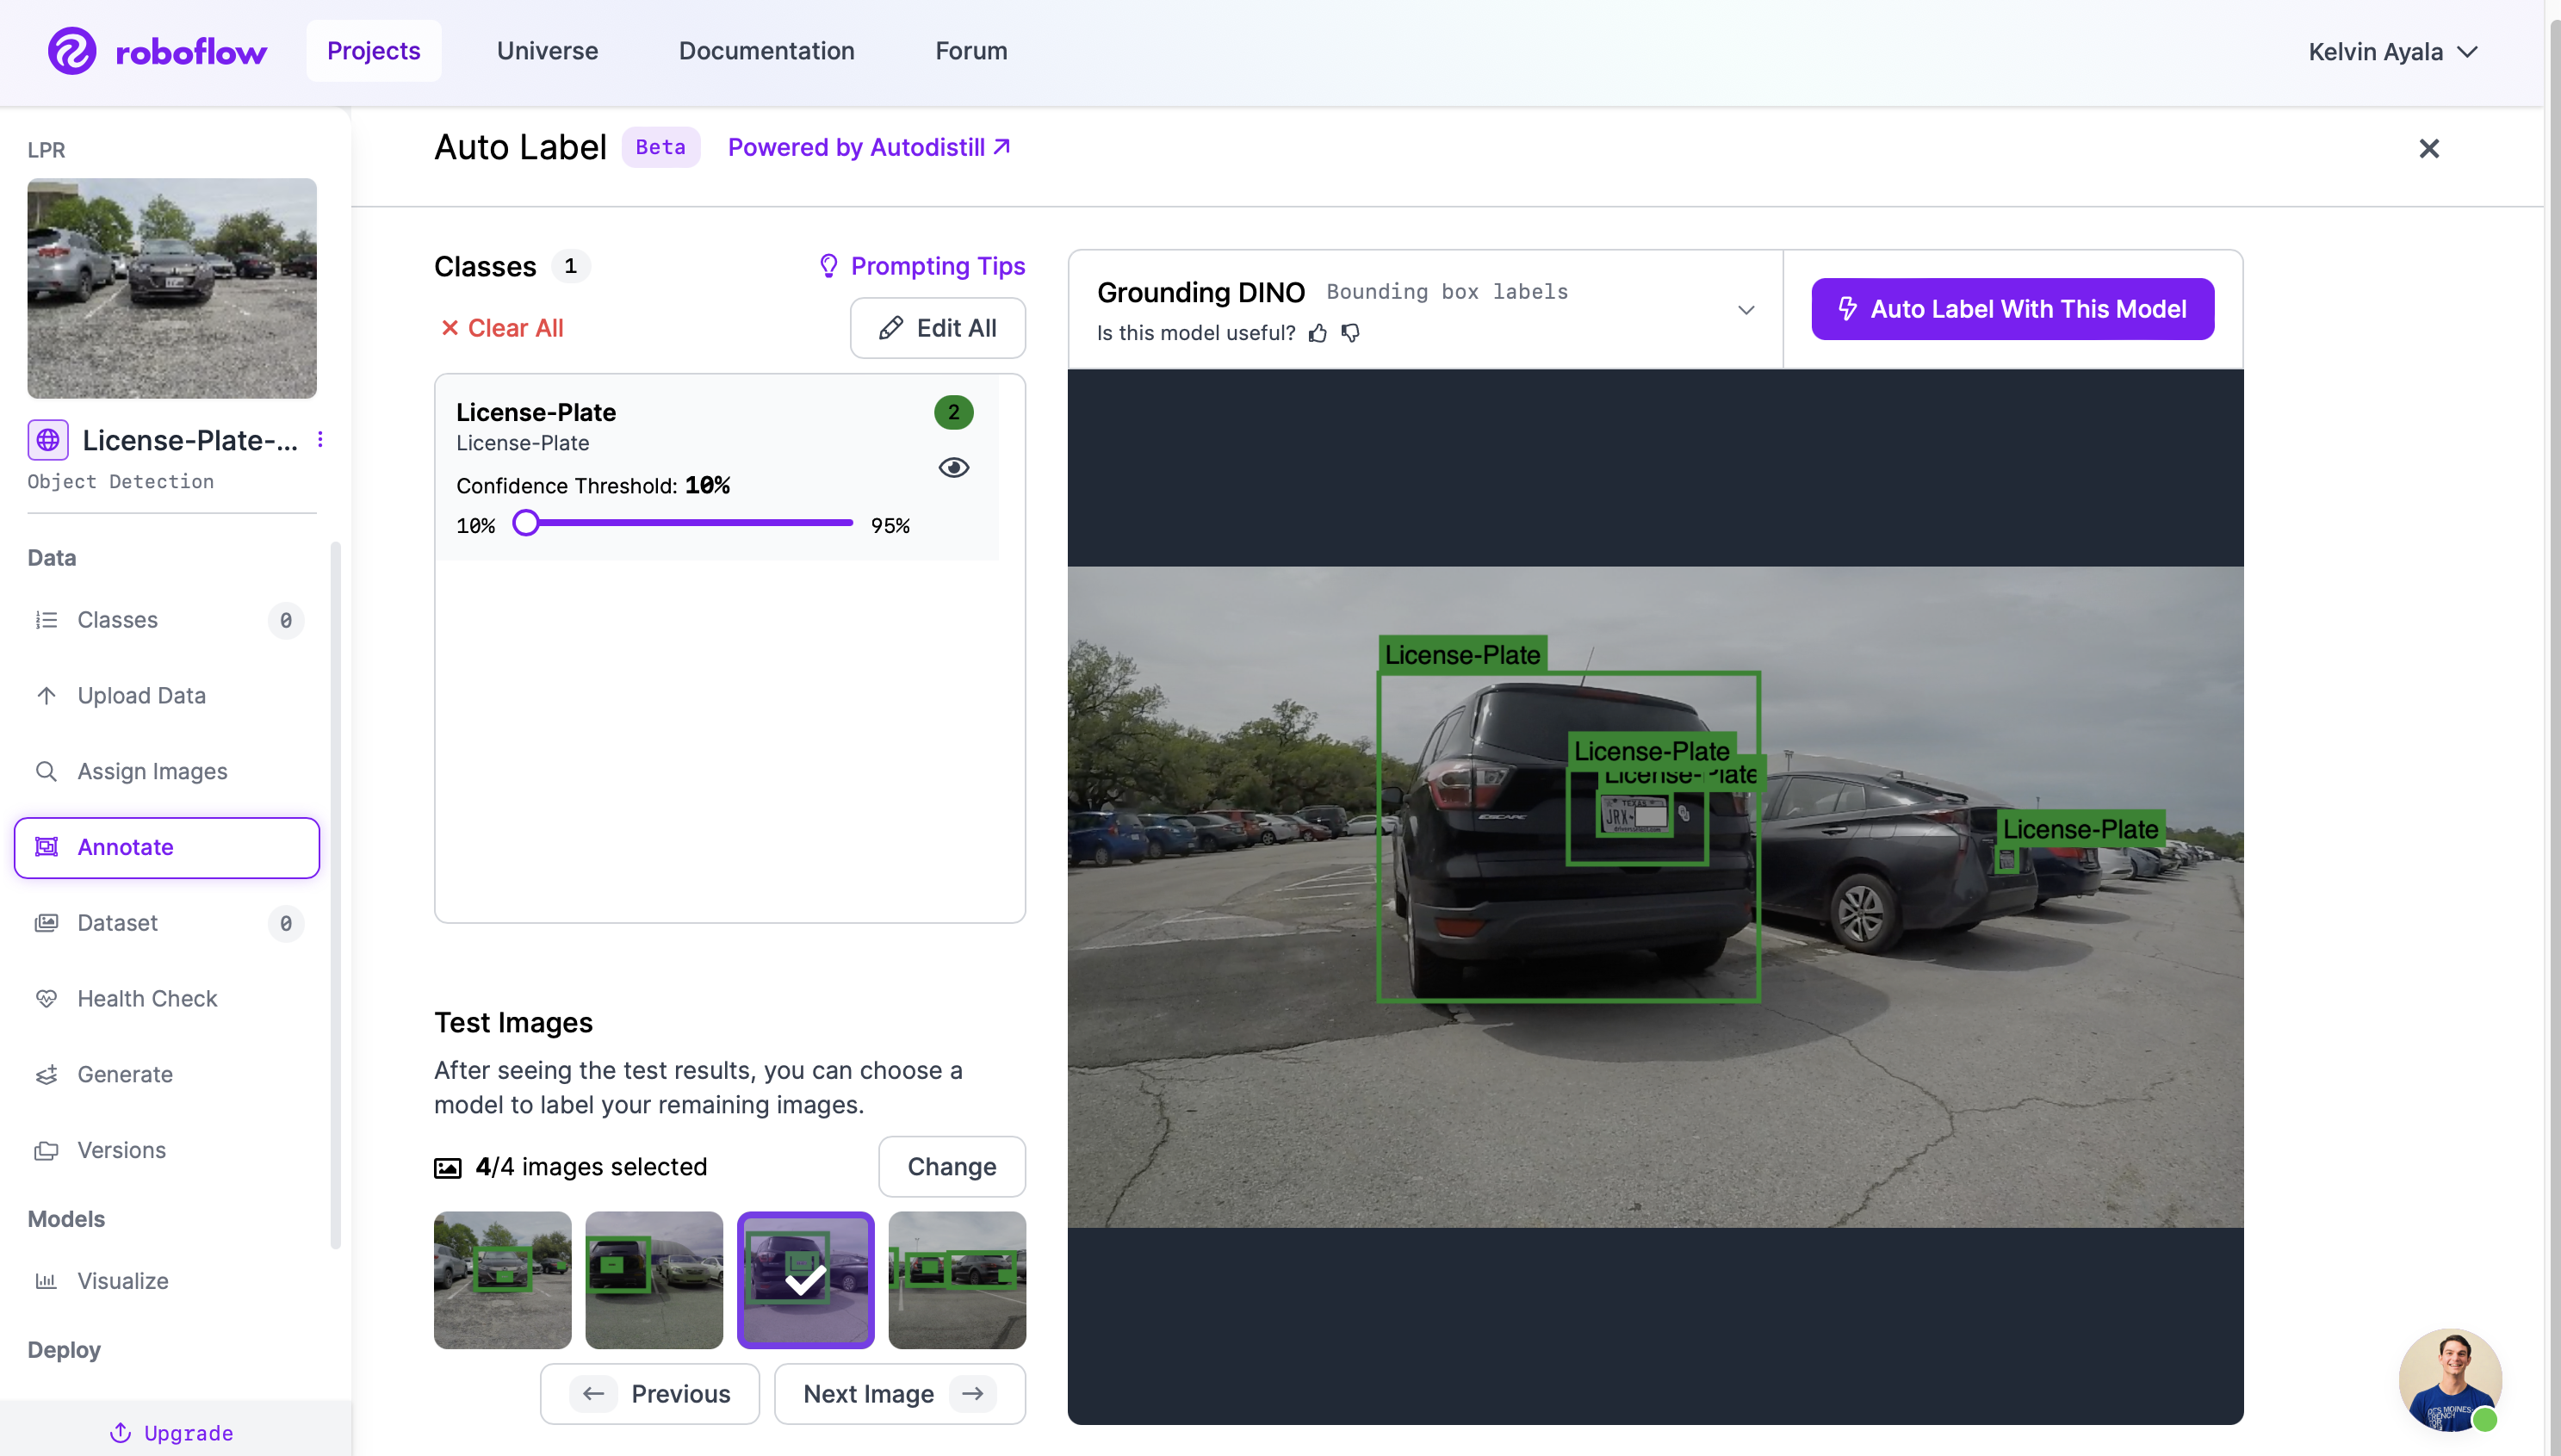 roboflow
Projects
Universe
Documentation
Forum
Kelvin Ayala
LPR
License-Plate-...
Object Detection
Data
Classes 0
Upload Data
Assign Images
Annotate
Dataset 0
Health Check
Generate
Versions
Models
Visualize
Deploy
Upgrade
Auto Label Beta Powered by Autodistill
Classes 1
Prompting Tips
Clear All
Edit All
License-Plate 2
License-Plate
Confidence Threshold: 10%
10% 95%
Test Images
After seeing the test results, you can choose a
model to label your remaining images.
4/4 images selected
Change
Previous
Next Image
Grounding DINO Bounding box labels
Is this model useful?
Auto Label With This Model
License-Plate
License-Plate
License-Plate
TEXAS
JRX-
ESCAPE
License-Plate